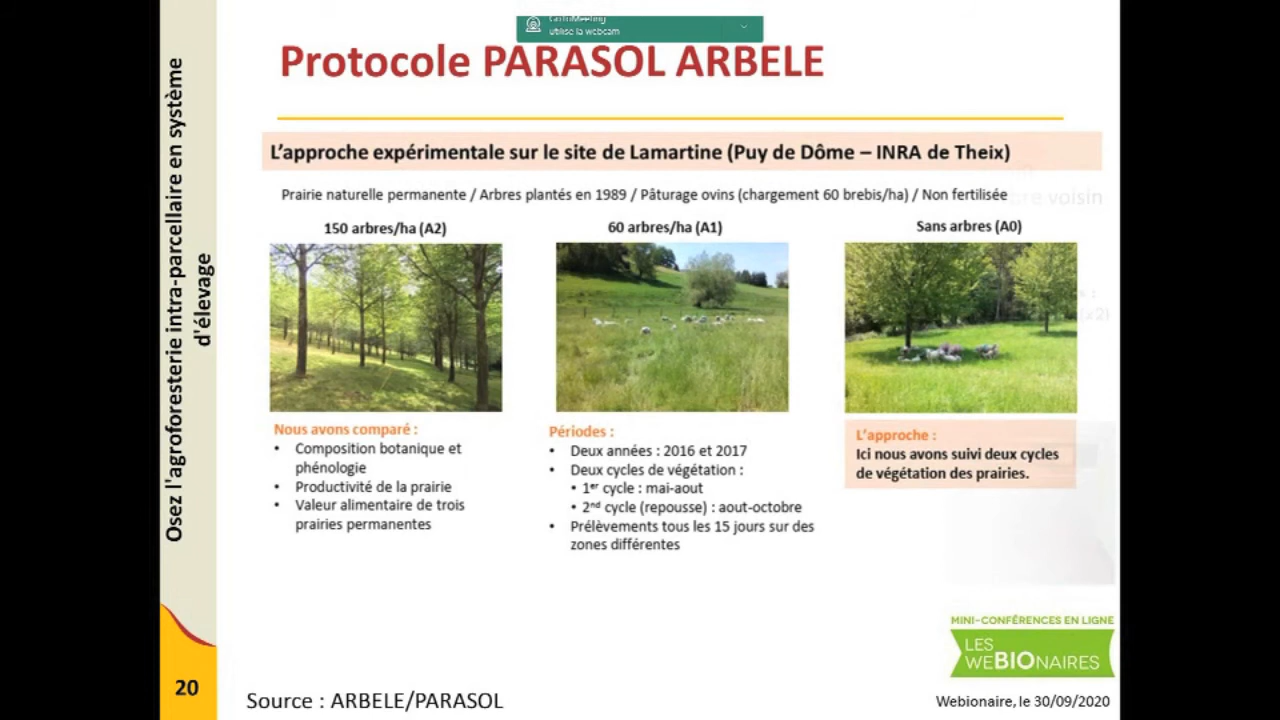 GoToMeeting
utilise la webcam
Protocole PARASOL ARBELE
Osez l'agroforesterie intra-parcellaire en système
d'élevage
L'approche expérimentale sur le site de Lamartine (Puy de Dôme – INRA de Theix)
Prairie naturelle permanente / Arbres plantés en 1989 / Pâturage ovins (chargement 60 brebis/ha) / Non fertilisée
voisin
150 arbres/ha (A2)
60 arbres/ha (A1)
Sans arbres (A0)
Nous avons comparé :
• Composition botanique et
phénologie
• Productivité de la prairie
• Valeur alimentaire de trois
prairies permanentes
Périodes :
• Deux années : 2016 et 2017
• Deux cycles de végétation :
• 1er cycle : mai-aout
• 2nd cycle (repousse) : aout-octobre
• Prélèvements tous les 15 jours sur des
zones différentes
L'approche :
Ici nous avons suivi deux cycles
de végétation des prairies.
MINI-CONFÉRENCES EN LIGNE
LES
WEBIONAIRES
20
Source : ARBELE/PARASOL
Webionaire, le 30/09/2020